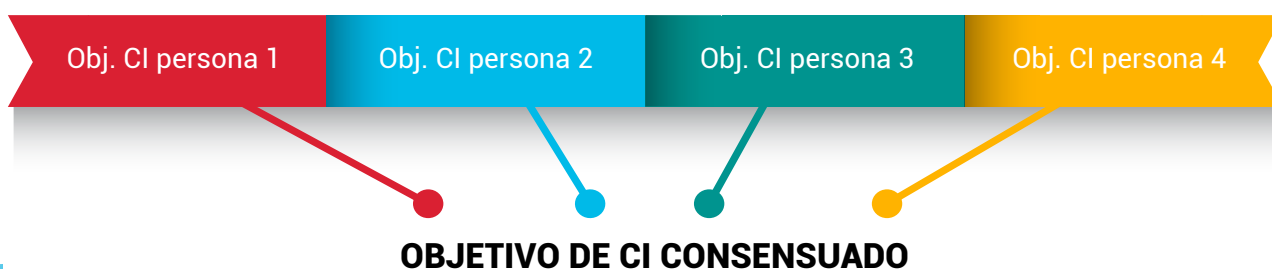 Obj. CI persona 1
Obj. CI persona 2
Obj. CI persona 3
Obj. CI persona 4
OBJETIVO DE CI CONSENSUADO